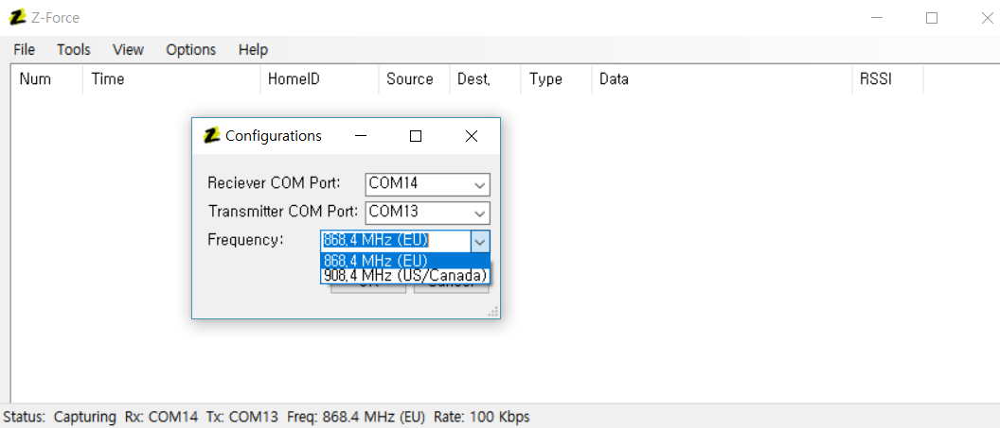 Z-Force
File Tools View Options Help
Num Time HomeID Source Dest. Type Data RSSI
Configurations
Reciever COM Port: COM14
Transmitter COM Port: COM13
Frequency: 868.4 MHz (EU)
868.4 MHz (EU)
908.4 MHz (US/Canada)
Status: Capturing Rx: COM14 Tx: COM13 Freq: 868.4 MHz (EU) Rate: 100 Kbps